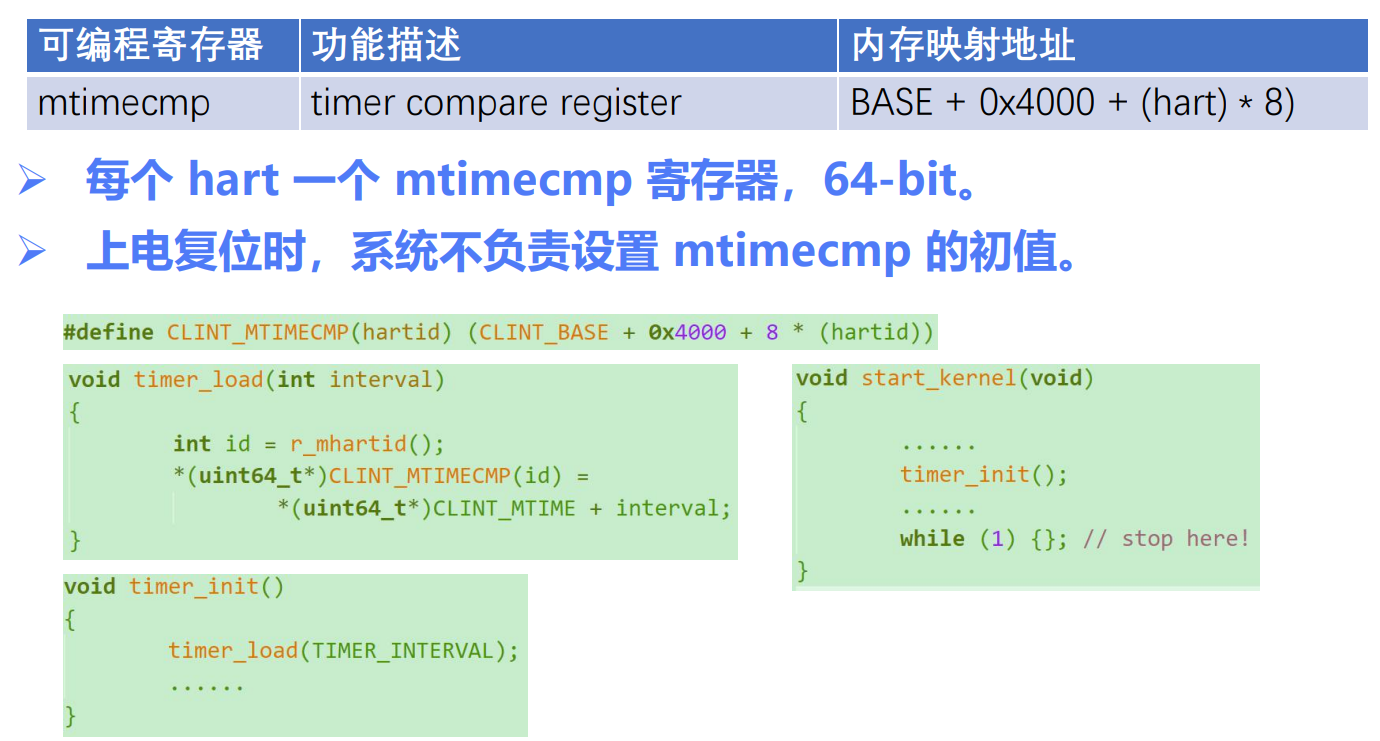 可编程寄存器 功能描述 内存映射地址
mtimecmp timer compare register BASE + 0x4000 + (hart) * 8)
➢ 每个 hart 一个 mtimecmp 寄存器，64-bit。
➢ 上电复位时，系统不负责设置 mtimecmp 的初值。
#define CLINT_MTIMECMP(hartid) (CLINT_BASE + 0x4000 + 8 * (hartid))
void timer_load(int interval)
{
int id = r_mhartid();
*(uint64_t*)CLINT_MTIMECMP(id) =
*(uint64_t*)CLINT_MTIME + interval;
}
void timer_init()
{
timer_load(TIMER_INTERVAL);
......
}
void start_kernel(void)
{
......
timer_init();
......
while (1) {}; // stop here!
}